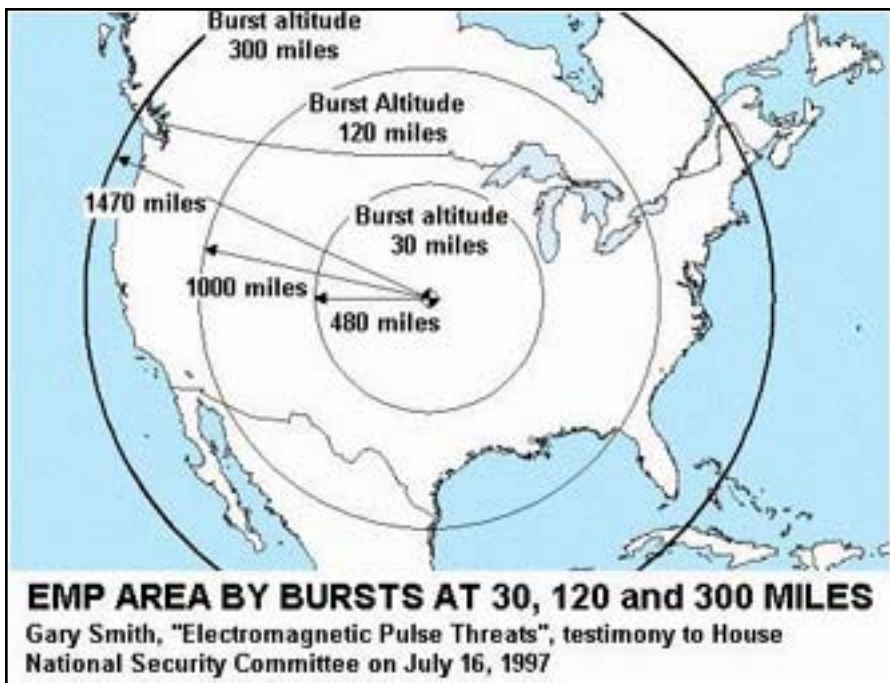 Burst altitude
300 miles
Burst Altitude
120 miles
1470 miles
Burst altitude
30 miles
1000 miles
480 miles
EMP AREA BY BURSTS AT 30, 120 and 300 MILES
Gary Smith, "Electromagnetic Pulse Threats", testimony to House
National Security Committee on July 16, 1997